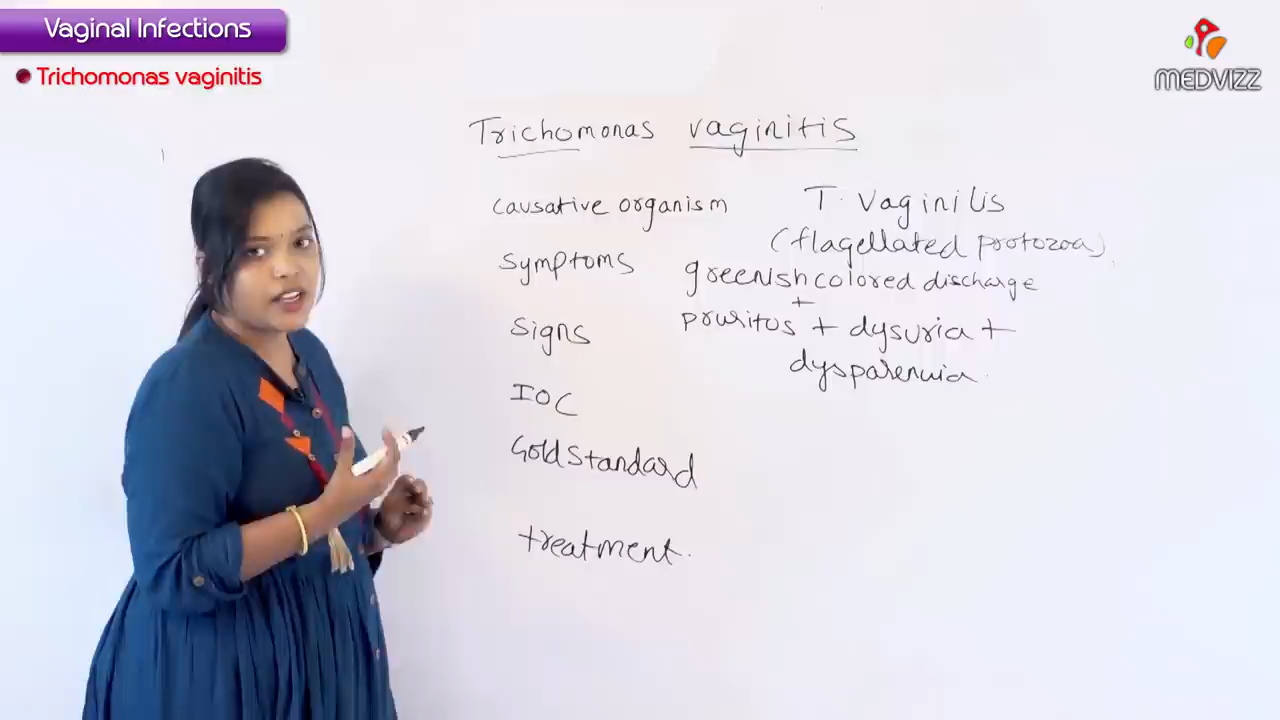 Vaginal Infections
Trichomonas vaginitis
MEDVIZZ
Trichomonas vaginitis
causative organism T. Vaginilis
(flagellated protozoa)
symptoms greenish colored discharge
+
signs pruritus + dysuria +
dysparenuia.
IOC
Gold Standard
treatment.